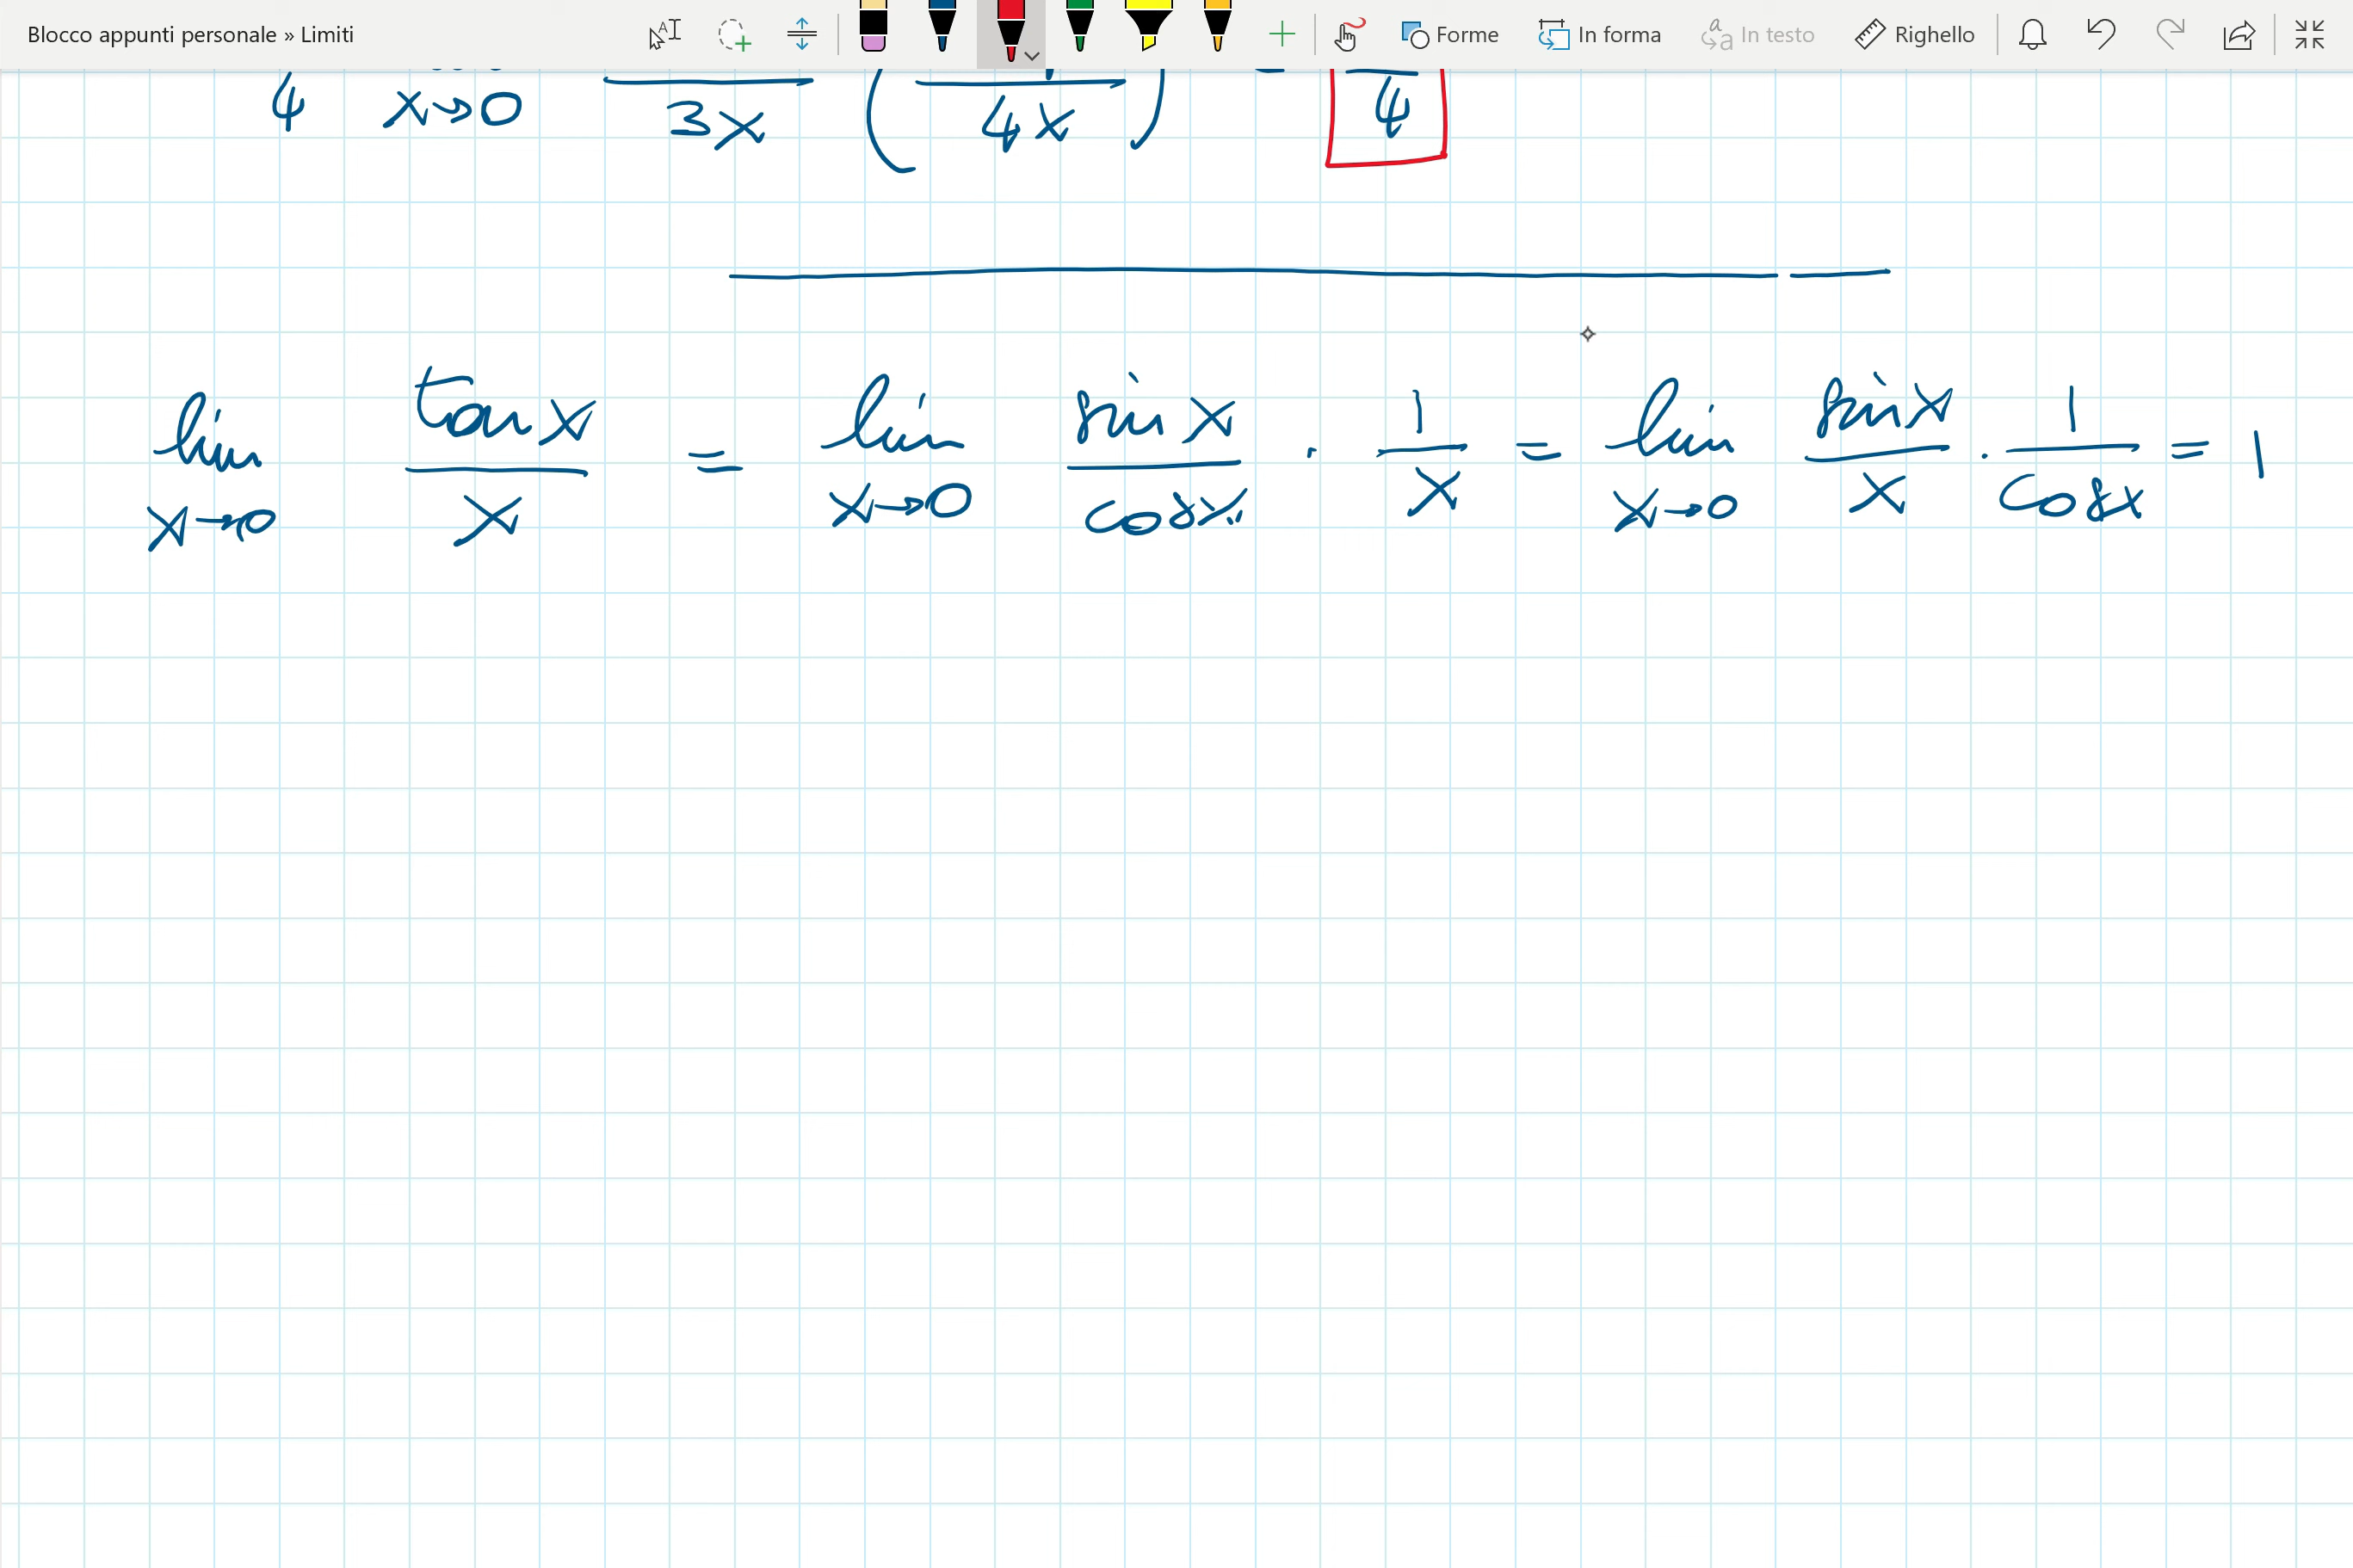 Blocco appunti personale » Limiti Forme In forma In testo Righello
4 x→0 3x ( 4x ) 4
lim x→0 tan x / x = lim x→0 sin x / cos x · 1 / x = lim x→0 sin x / x · 1 / cos x = 1